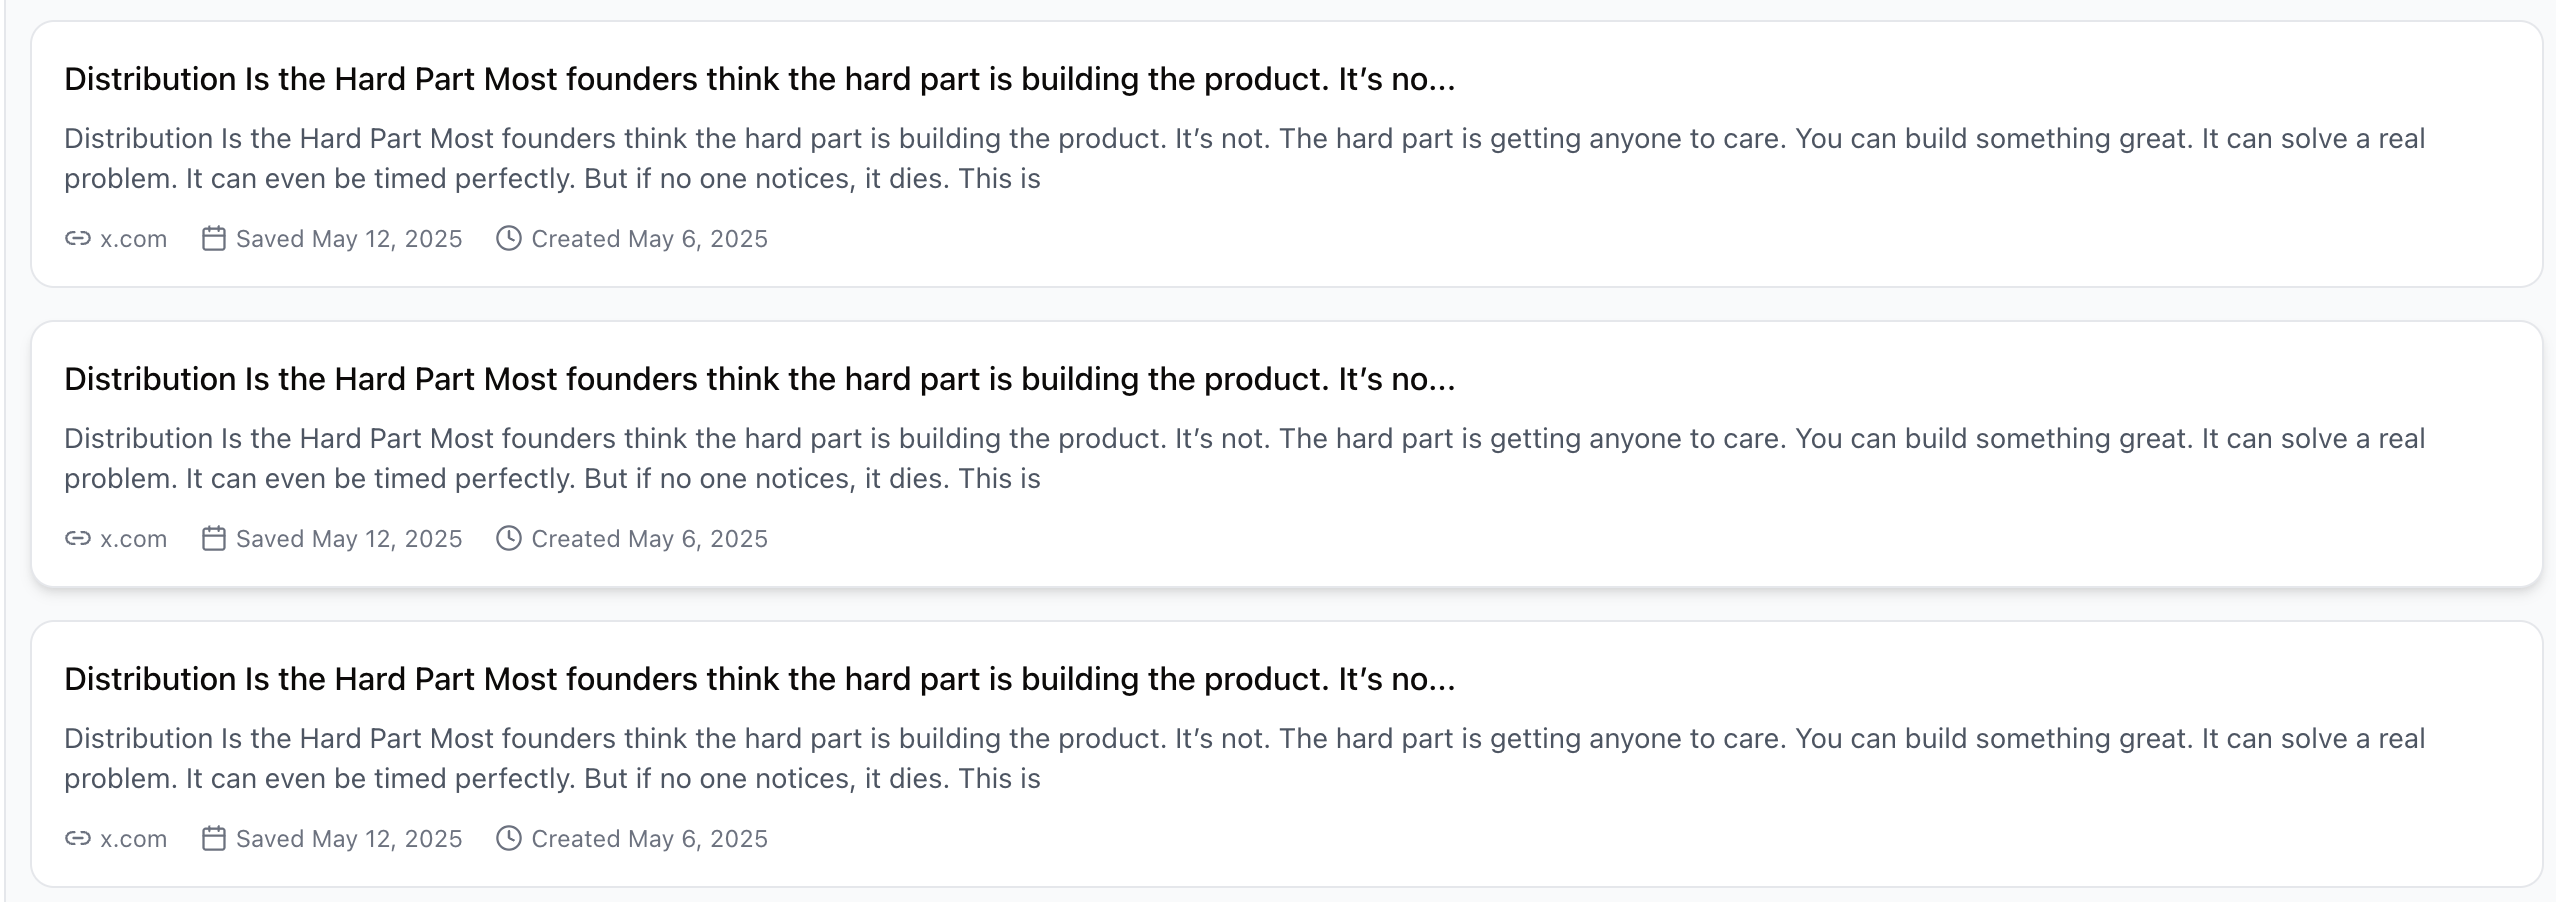 Distribution Is the Hard Part Most founders think the hard part is building the product. It’s no...
Distribution Is the Hard Part Most founders think the hard part is building the product. It’s not. The hard part is getting anyone to care. You can build something great. It can solve a real
problem. It can even be timed perfectly. But if no one notices, it dies. This is
x.com Saved May 12, 2025 Created May 6, 2025
Distribution Is the Hard Part Most founders think the hard part is building the product. It’s no...
Distribution Is the Hard Part Most founders think the hard part is building the product. It’s not. The hard part is getting anyone to care. You can build something great. It can solve a real
problem. It can even be timed perfectly. But if no one notices, it dies. This is
x.com Saved May 12, 2025 Created May 6, 2025
Distribution Is the Hard Part Most founders think the hard part is building the product. It’s no...
Distribution Is the Hard Part Most founders think the hard part is building the product. It’s not. The hard part is getting anyone to care. You can build something great. It can solve a real
problem. It can even be timed perfectly. But if no one notices, it dies. This is
x.com Saved May 12, 2025 Created May 6, 2025